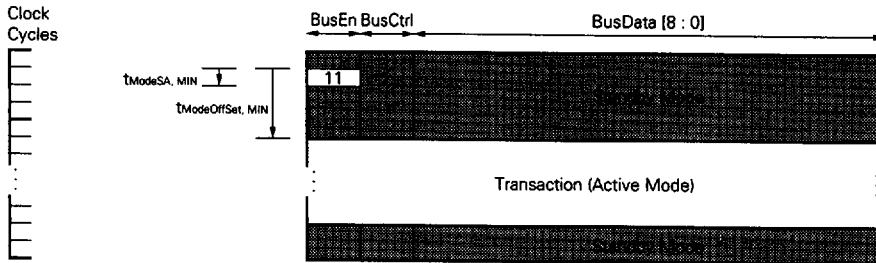 Clock
Cycles
BusEn BusCtrl BusData [8 : 0]
tModeSA, MIN
11
tModeOffSet, MIN
Transaction (Active Mode)